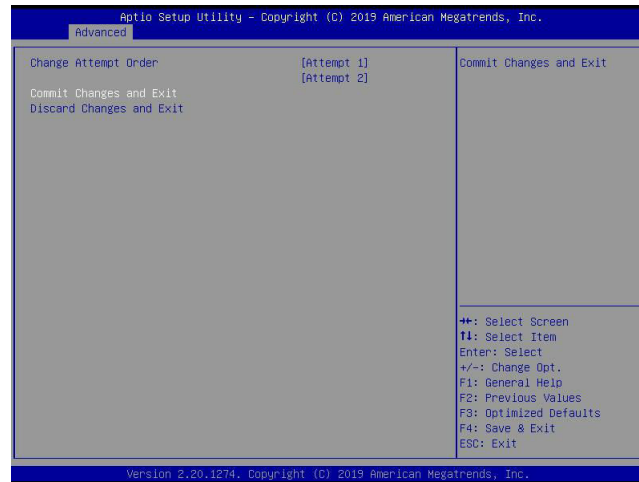 Aptio Setup Utility – Copyright (C) 2019 American Megatrends, Inc.
Advanced
Change Attempt Order [Attempt 1]
[Attempt 2]
Commit Changes and Exit
Discard Changes and Exit
Commit Changes and Exit
→←: Select Screen
↑↓: Select Item
Enter: Select
+/-: Change Opt.
F1: General Help
F2: Previous Values
F3: Optimized Defaults
F4: Save & Exit
ESC: Exit
Version 2.20.1274. Copyright (C) 2019 American Megatrends, Inc.